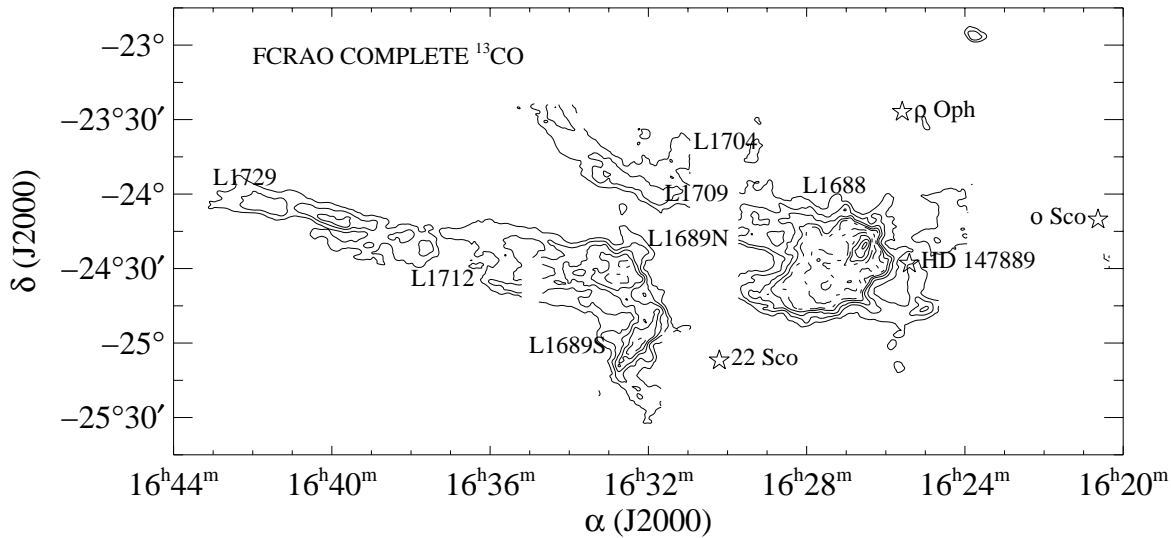 FCRAO COMPLETE ¹³CO
−23°
−23°30′
−24°
−24°30′
−25°
−25°30′
δ (J2000)
ρ Oph
L1704
L1729
L1709
L1688
ο Sco
L1689N
HD 147889
L1712
L1689S
22 Sco
16ʰ44ᵐ
16ʰ40ᵐ
16ʰ35ᵐ
16ʰ32ᵐ
16ʰ28ᵐ
16ʰ24ᵐ
16ʰ20ᵐ
α (J2000)